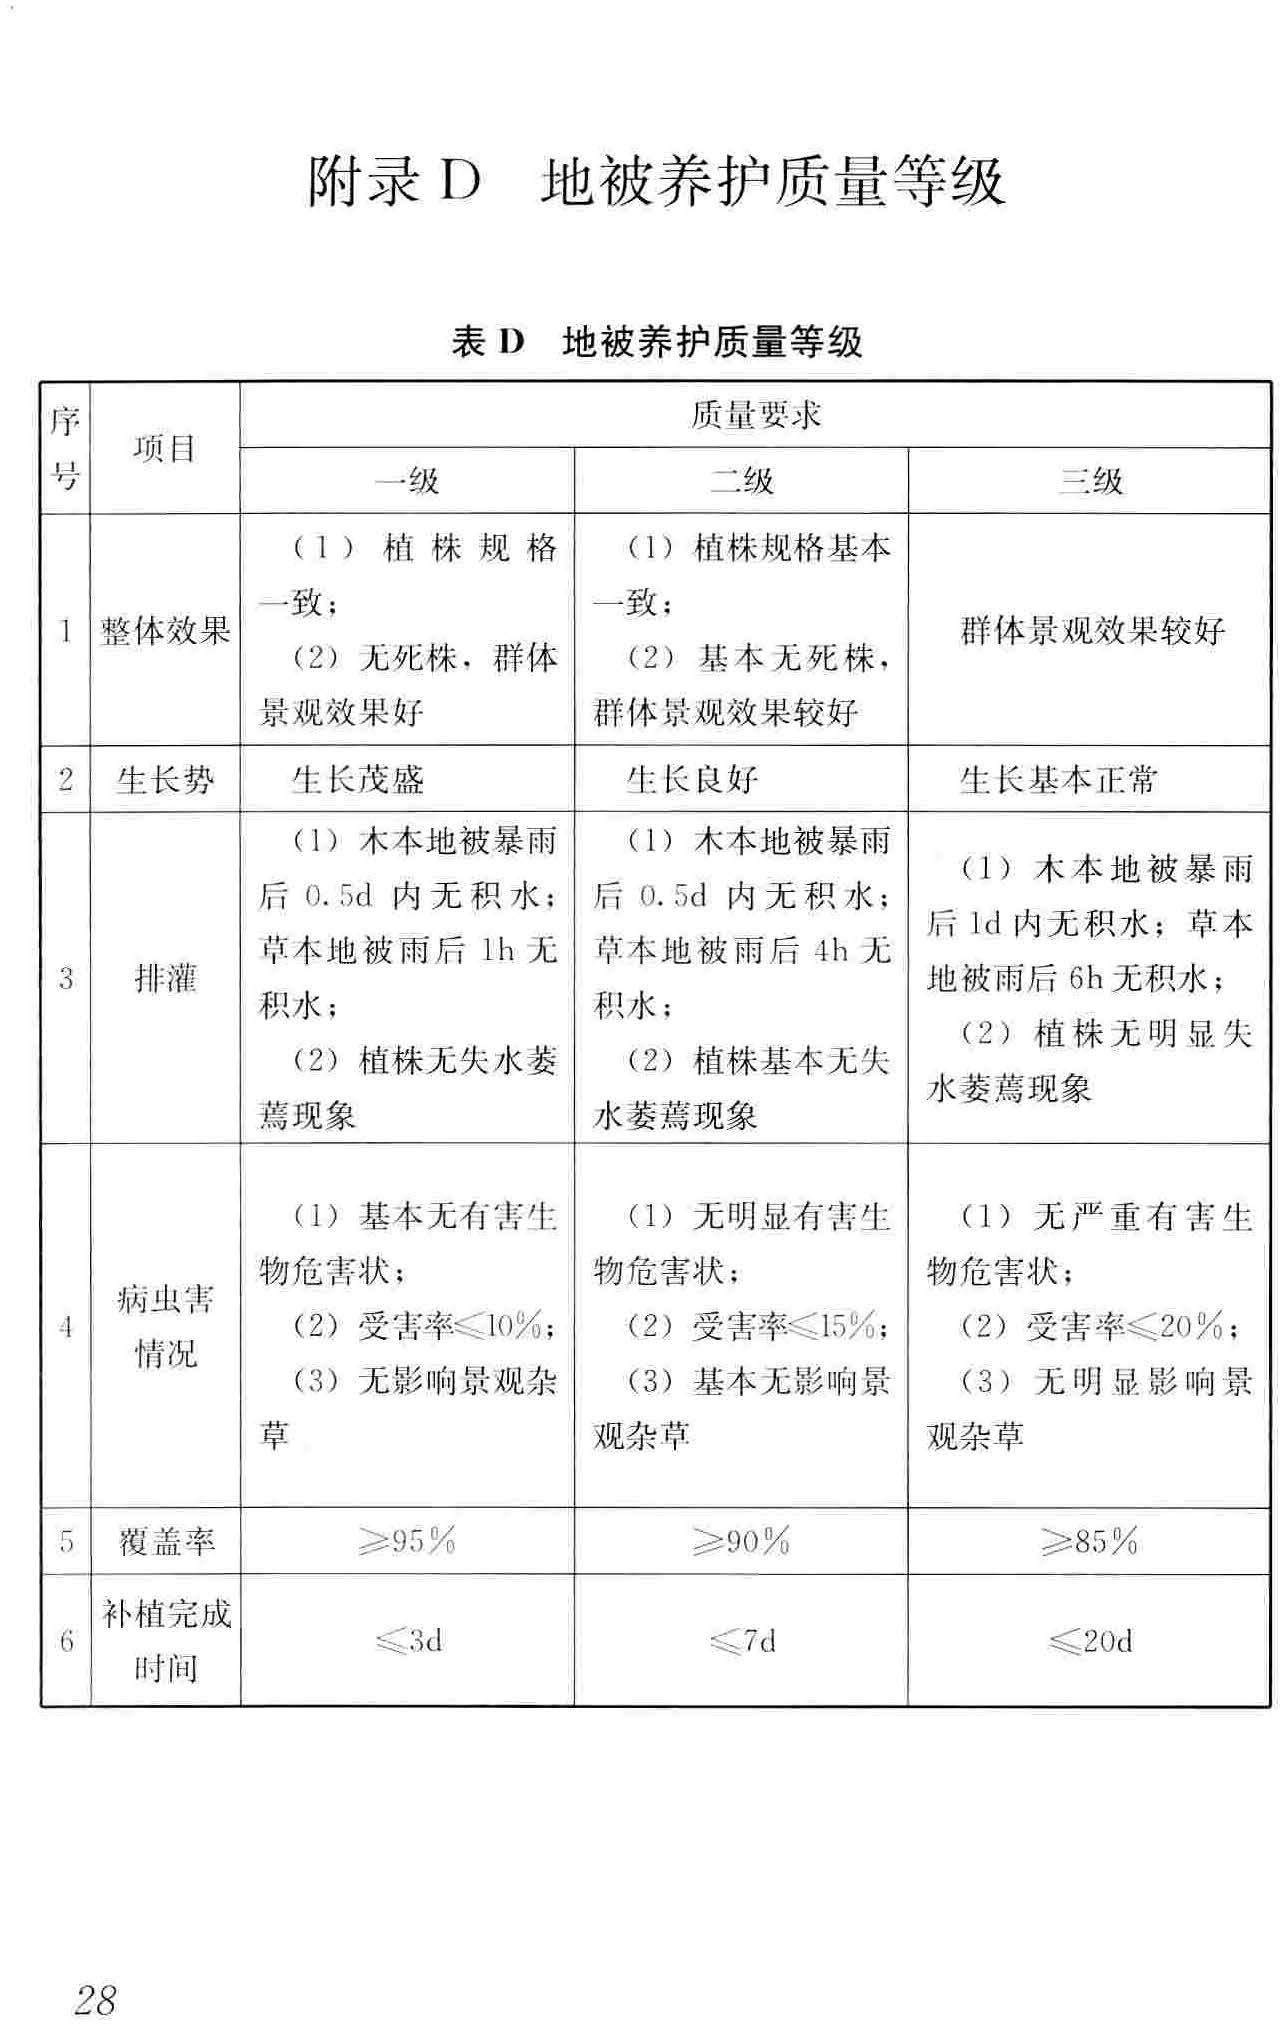 附录 D 地被养护质量等级
表 D 地被养护质量等级
序号
项目
质量要求
一级
二级
三级
1
整体效果
（1）植株规格
一致；
（2）无死株，群体
景观效果好
（1）植株规格基本
一致；
（2）基本无死株，
群体景观效果较好
群体景观效果较好
2
生长势
生长茂盛
生长良好
生长基本正常
3
排灌
（1）木本地被暴雨
后 0.5d 内无积水；
草本地被雨后 1h 无
积水；
（2）植株无失水萎
蔫现象
（1）木本地被暴雨
后 0.5d 内无积水；
草本地被雨后 4h 无
积水；
（2）植株基本无失
水萎蔫现象
（1）木本地被暴雨
后 1d 内无积水；草本
地被雨后 6h 无积水；
（2）植株无明显失
水萎蔫现象
4
病虫害
情况
（1）基本无有害生
物危害状；
（2）受害率≤10%；
（3）无影响景观杂
草
（1）无明显有害生
物危害状；
（2）受害率≤15%；
（3）基本无影响景
观杂草
（1）无严重有害生
物危害状；
（2）受害率≤20%；
（3）无明显影响景
观杂草
5
覆盖率
≥95%
≥90%
≥85%
6
补植完成
时间
≤3d
≤7d
≤20d
28